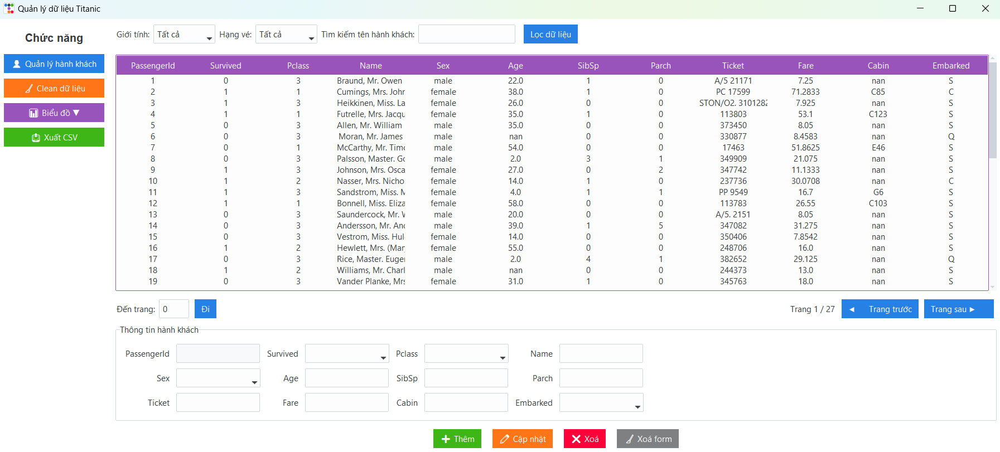 Quản lý dữ liệu Titanic
Chức năng
Quản lý hành khách
Clean dữ liệu
Biểu đồ ▼
Xuất CSV
Giới tính: Tất cả Hạng vé: Tất cả Tìm kiếm tên hành khách: Lọc dữ liệu
PassengerId Survived Pclass Name Sex Age SibSp Parch Ticket Fare Cabin Embarked
1 0 3 Braund, Mr. Owen male 22.0 1 0 A/5 21171 7.25 nan S
2 1 1 Cumings, Mrs. John female 38.0 1 0 PC 17599 71.2833 C85 C
3 1 3 Heikkinen, Miss. La female 26.0 0 0 STON/O2. 3101282 7.925 nan S
4 1 1 Futrelle, Mrs. Jacqu female 35.0 1 0 113803 53.1 C123 S
5 0 3 Allen, Mr. William male 35.0 0 0 373450 8.05 nan S
6 0 3 Moran, Mr. James male nan 0 0 330877 8.4583 nan Q
7 0 1 McCarthy, Mr. Timo male 54.0 0 0 17463 51.8625 E46 S
8 0 3 Palsson, Master. Go male 2.0 3 1 349909 21.075 nan S
9 1 3 Johnson, Mrs. Osca female 27.0 0 2 347742 11.1333 nan S
10 1 2 Nasser, Mrs. Nicho female 14.0 1 0 237736 30.0708 nan C
11 1 3 Sandstrom, Miss. M female 4.0 1 1 PP 9549 16.7 G6 S
12 1 1 Bonnell, Miss. Eliza female 58.0 0 0 113783 26.55 C103 S
13 0 3 Saundercock, Mr. W male 20.0 0 0 A/5. 2151 8.05 nan S
14 0 3 Andersson, Mr. And male 39.0 1 5 347082 31.275 nan S
15 0 3 Vestrom, Miss. Hul female 14.0 0 0 350406 7.8542 nan S
16 1 2 Hewlett, Mrs. (Mar female 55.0 0 0 248706 16.0 nan S
17 0 3 Rice, Master. Eugen male 2.0 4 1 382652 29.125 nan Q
18 1 2 Williams, Mr. Charl male nan 0 0 244373 13.0 nan S
19 0 3 Vander Planke, Mrs female 31.0 1 0 345763 18.0 nan S
Đến trang: 0 Đi Trang 1 / 27 ◄ Trang trước Trang sau ►
Thông tin hành khách
PassengerId Survived Pclass Name
Sex Age SibSp Parch
Ticket Fare Cabin Embarked
Thêm Cập nhật Xoá Xoá form